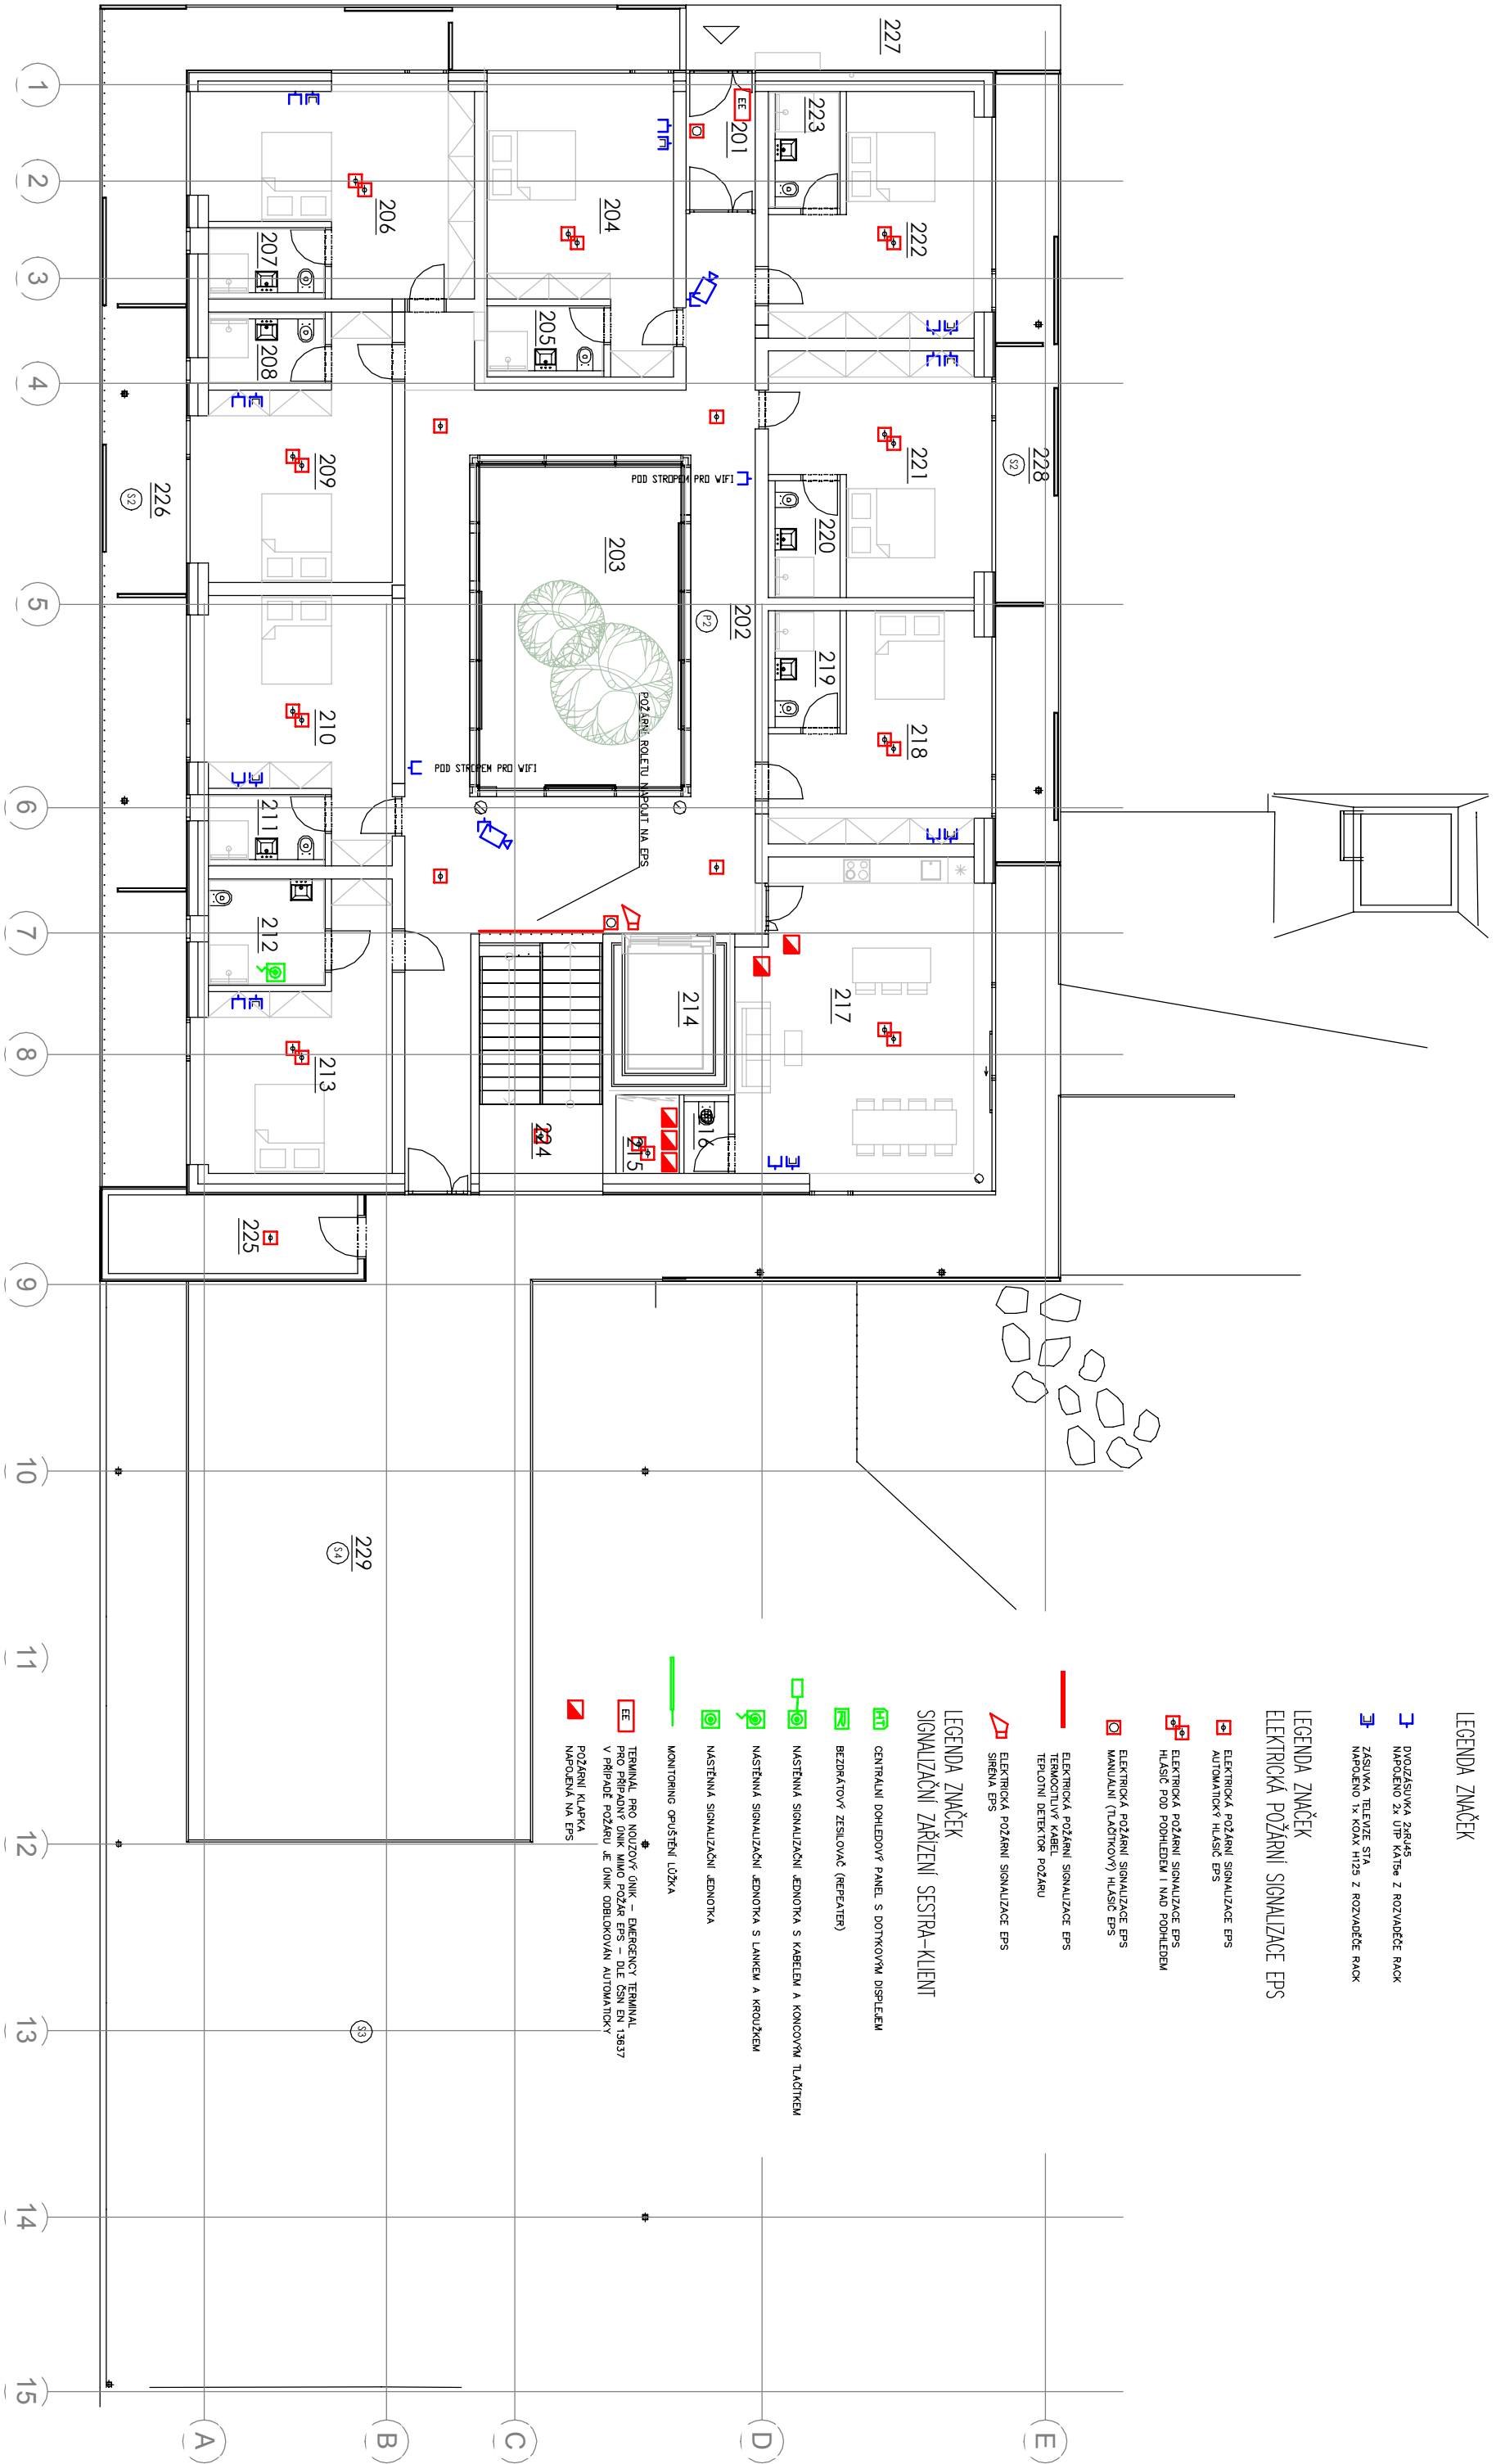 LEGENDA ZNAČEK
DVOJZÁSUVKA 2xRJ45
NAPOJENO 2x UTP KAT5e Z ROZVADĚČE RACK
ZÁSUVKA TELEVIZE STA
NAPOJENO 1x KOAX H125 Z ROZVADĚČE RACK
LEGENDA ZNAČEK
ELEKTRICKÁ POŽÁRNÍ SIGNALIZACE EPS
ELEKTRICKÁ POŽÁRNÍ SIGNALIZACE EPS
AUTOMATICKÝ HLÁSIČ EPS
ELEKTRICKÁ POŽÁRNÍ SIGNALIZACE EPS
HLÁSIČ POD PODHLEDEM I NAD PODHLEDEM
ELEKTRICKÁ POŽÁRNÍ SIGNALIZACE EPS
MANUÁLNÍ (TLAČÍTKOVÝ) HLÁSIČ EPS
ELEKTRICKÁ POŽÁRNÍ SIGNALIZACE EPS
TERMOCITLIVÝ KABEL
TEPLOTNÍ DETEKTOR POŽÁRU
ELEKTRICKÁ POŽÁRNÍ SIGNALIZACE EPS
SIRÉNA EPS
LEGENDA ZNAČEK
SIGNALIZAČNÍ ZAŘÍZENÍ SESTRA-KLIENT
HT
CENTRÁLNÍ DOHLEDOVÝ PANEL S DOTYKOVÝM DISPLEJEM
R
BEZDRÁTOVÝ ZESILOVAČ (REPEATER)
NÁSTĚNNÁ SIGNALIZAČNÍ JEDNOTKA S KABELEM A KONCOVÝM TLAČÍTKEM
NÁSTĚNNÁ SIGNALIZAČNÍ JEDNOTKA S LANKEM A KROUŽKEM
NÁSTĚNNÁ SIGNALIZAČNÍ JEDNOTKA
MONITORING OPUŠTĚNÍ LŮŽKA
EE
TERMINÁL PRO NOUZOVÝ ÚNIK - EMERGENCY TERMINAL
PRO PŘÍPADNÝ ÚNIK MIMO POŽÁR EPS - DLE ČSN EN 13637
V PŘÍPADĚ POŽÁRU JE ÚNIK ODBLOKOVÁN AUTOMATICKY
POŽÁRNÍ KLAPKA
NAPOJENÁ NA EPS
227
228
S2
223
222
221
220
219
218
217
EE
201
202
P2
POD STROPEM PRO WIFI
204
205
203
POŽÁRNÍ ROLETU NAPOJIT NA EPS
214
216
215
224
POD STROPEM PRO WIFI
206
207
208
209
210
211
212
213
225
226
S2
229
S4
S3
1
2
3
4
5
6
7
8
9
10
11
12
13
14
15
A
B
C
D
E